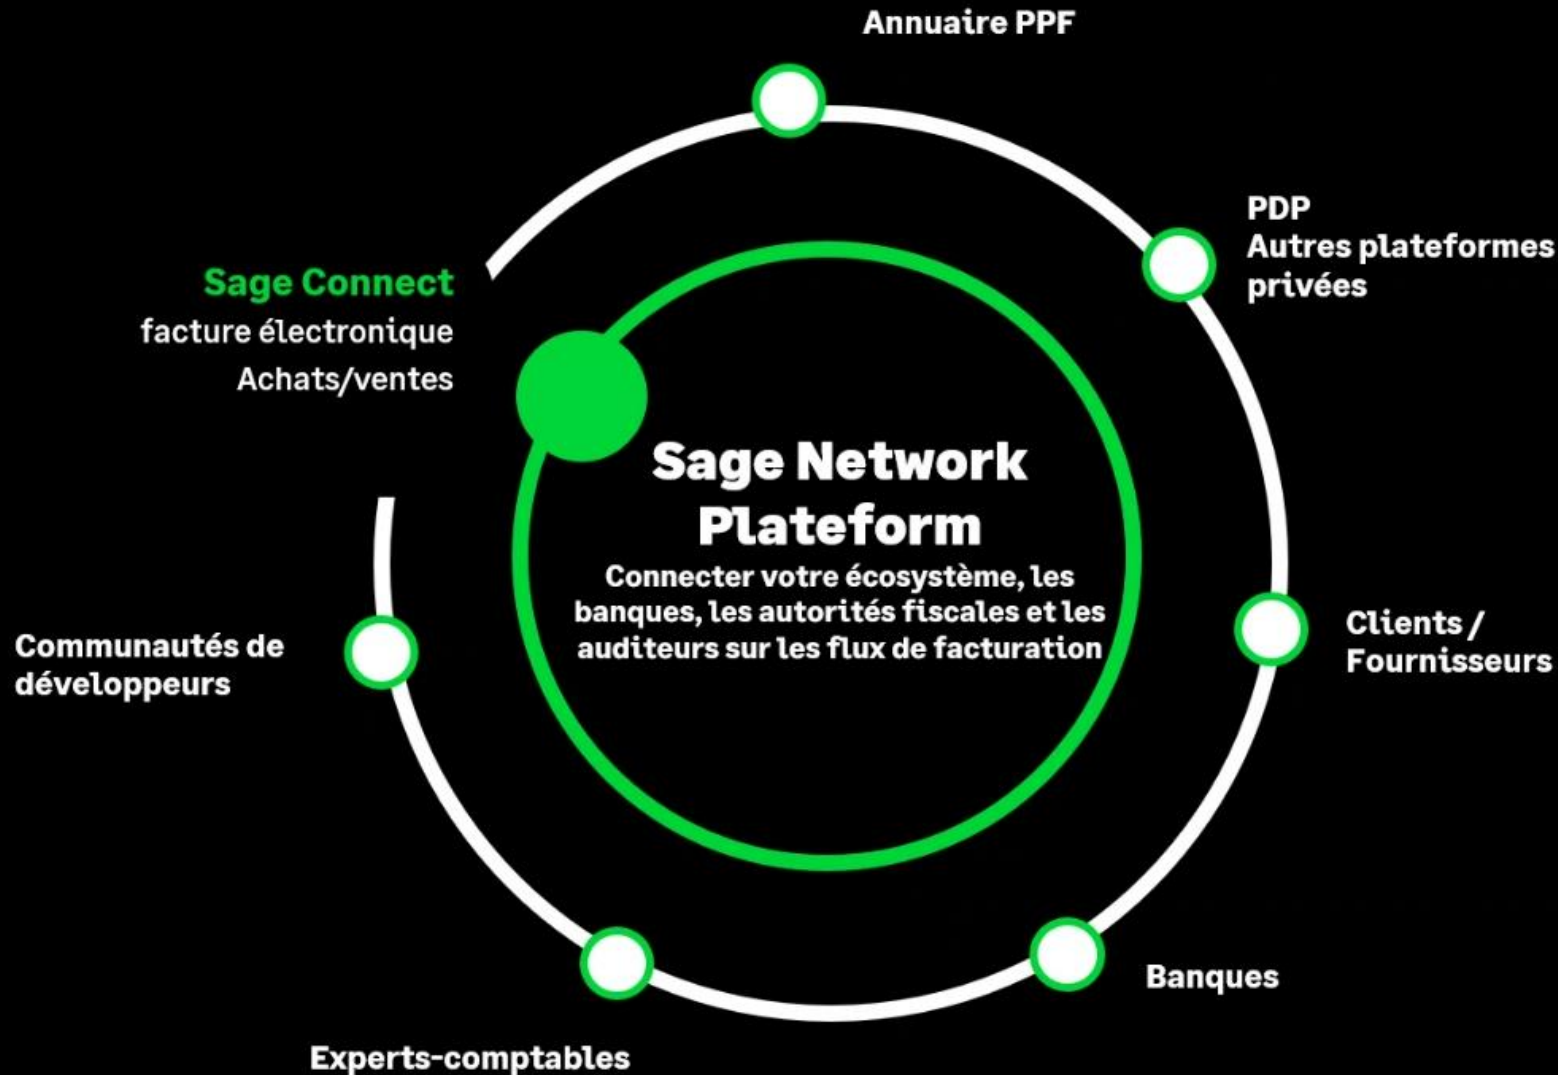 Annuaire PPF
PDP
Autres plateformes
privées
Sage Connect
facture électronique
Achats/ventes
Sage Network
Plateform
Connecter votre écosystème, les
banques, les autorités fiscales et les
auditeurs sur les flux de facturation
Clients /
Fournisseurs
Communautés de
développeurs
Banques
Experts-comptables